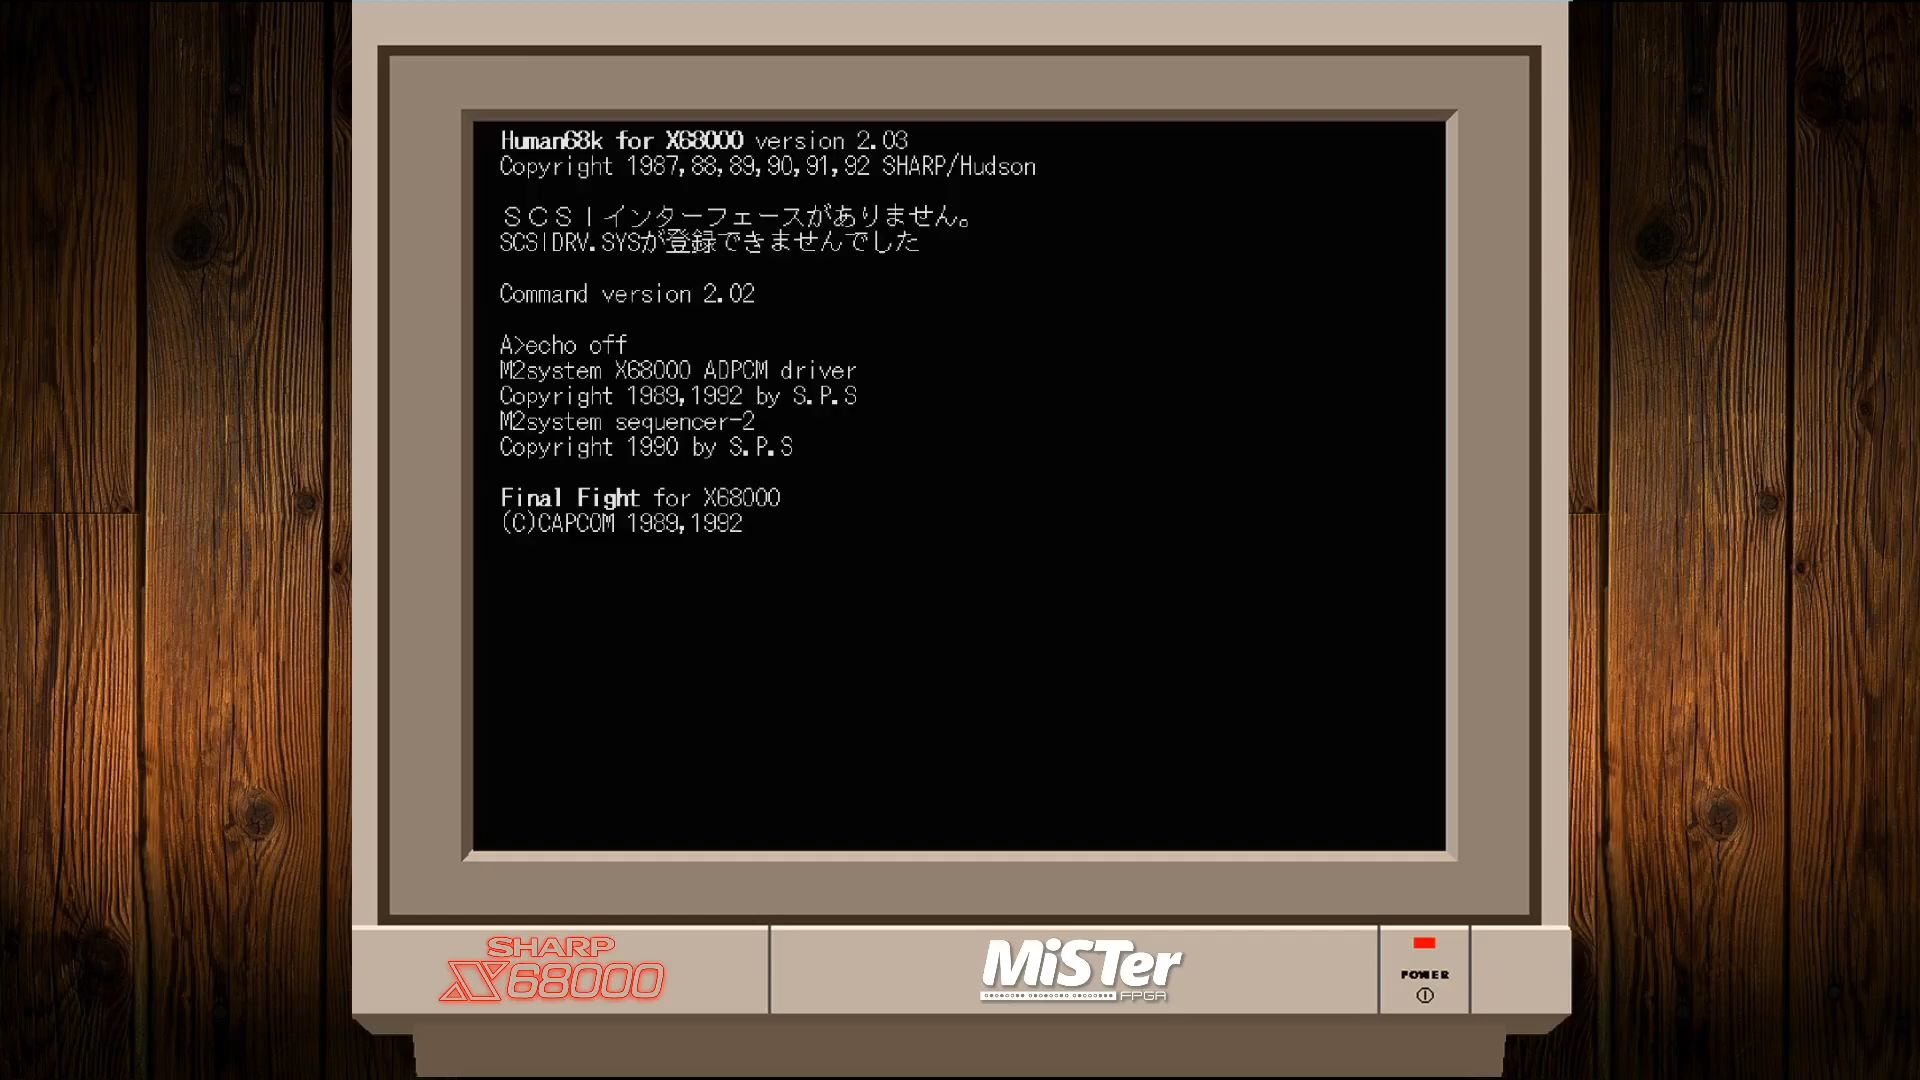 Human68k for X68000 version 2.03
Copyright 1987,88,89,90,91,92 SHARP/Hudson
ＳＣＳＩインターフェースがありません。
SCSIDRV.SYSが登録できませんでした
Command version 2.02
A>echo off
M2system X68000 ADPCM driver
Copyright 1989,1992 by S.P.S
M2system sequencer-2
Copyright 1990 by S.P.S
Final Fight for X68000
(C)CAPCOM 1989,1992
SHARP
X68000
MiSTer
FPGA
POWER